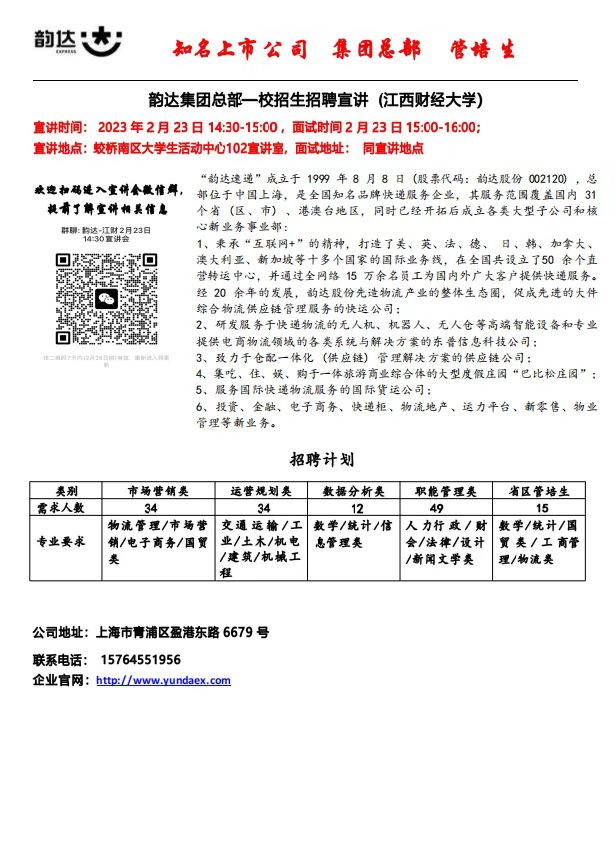 韵达
知名上市公司 集团总部 管培生
韵达集团总部—校招生招聘宣讲 (江西财经大学)
宣讲时间： 2023 年 2 月 23 日 14:30-15:00 ，面试时间 2 月 23 日 15:00-16:00；
宣讲地点：蛟桥南区大学生活动中心102宣讲室，面试地址： 同宣讲地点
欢迎扫码进入宣讲会微信群，
提前了解宣讲相关信息
群聊: 韵达-江财 2月23日
14:30宣讲会
该二维码7天内(2月28日前)有效，重新进入将更
新
“韵达速递”成立于 1999 年 8 月 8 日（股票代码：韵达股份 002120）,总
部位于中国上海，是全国知名品牌快递服务企业，其服务范围覆盖国内 31
个省（区、市）、港澳台地区，同时已经开拓后成立各类大型子公司和核
心新业务事业部：
1、秉承“互联网+”的精神，打造了美、英、法、德、 日、韩、加拿大、
澳大利亚、新加坡等十多个国家的国际业务线，在全国共设立了50 余个直
营转运中心，并通过全网络 15 万余名员工为国内外广大客户提供快递服务。
经 20 余年的发展，韵达股份先造物流产业的整体生态圈，促成先进的大件
综合物流供应链管理服务的快运公司；
2、研发服务于快递物流的无人机、机器人、无人仓等高端智能设备和专业
提供电商物流领域的各类系统与解决方案的东普信息科技公司；
3、致力于仓配一体化（供应链）管理解决方案的供应链公司；
4、集吃、住、娱、购于一体旅游商业综合体的大型度假庄园“巴比松庄园”；
5、服务国际快递物流服务的国际货运公司；
6、投资、金融、电子商务、快递柜、物流地产、运力平台、新零售、物业
管理等新业务。
招聘计划
类别 市场营销类 运营规划类 数据分析类 职能管理类 省区管培生
需求人数 34 34 12 49 15
专业要求 物流管理/市场营销/电子商务/国贸类 交通运输/工业/土木/机电/建筑/机械工程 数学/统计/信息管理类 人力行政/财会/法律/设计/新闻文学类 数学/统计/国贸类/工商管理/物流类
公司地址：上海市青浦区盈港东路 6679 号
联系电话： 15764551956
企业官网：http://www.yundaex.com